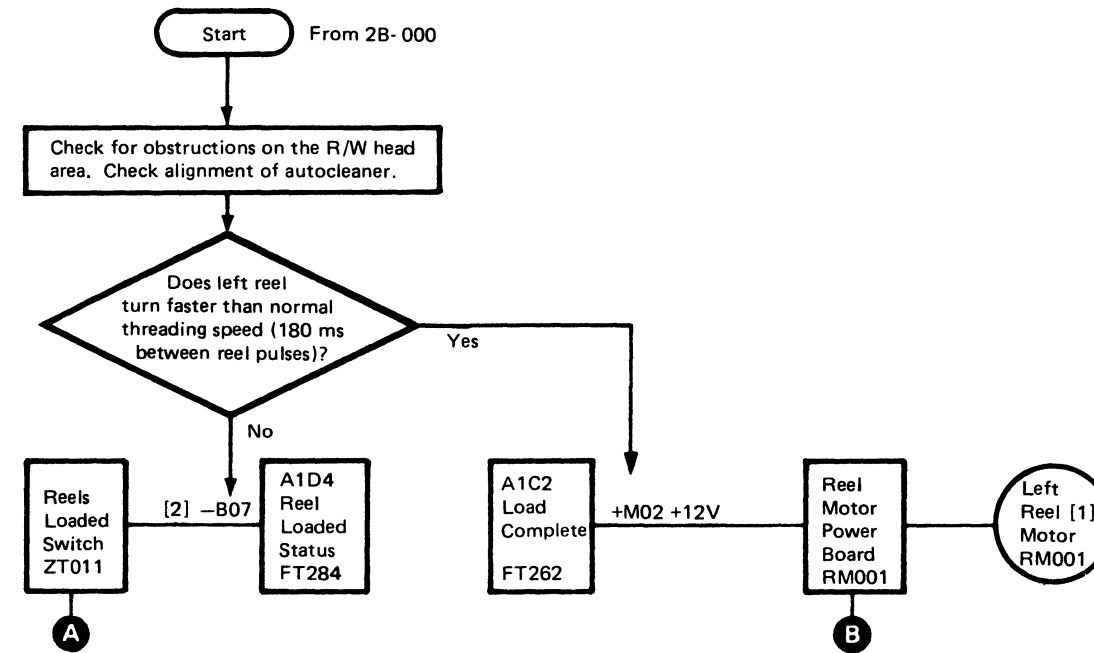 Start
From 2B-000
Check for obstructions on the R/W head
area. Check alignment of autocleaner.
Does left reel
turn faster than normal
threading speed (180 ms
between reel pulses)?
Yes
No
Reels
Loaded
Switch
ZT011
[2] –B07
A1D4
Reel
Loaded
Status
FT284
A1C2
Load
Complete
FT262
+M02 +12V
Reel
Motor
Power
Board
RM001
Left
Reel [1]
Motor
RM001
A
B